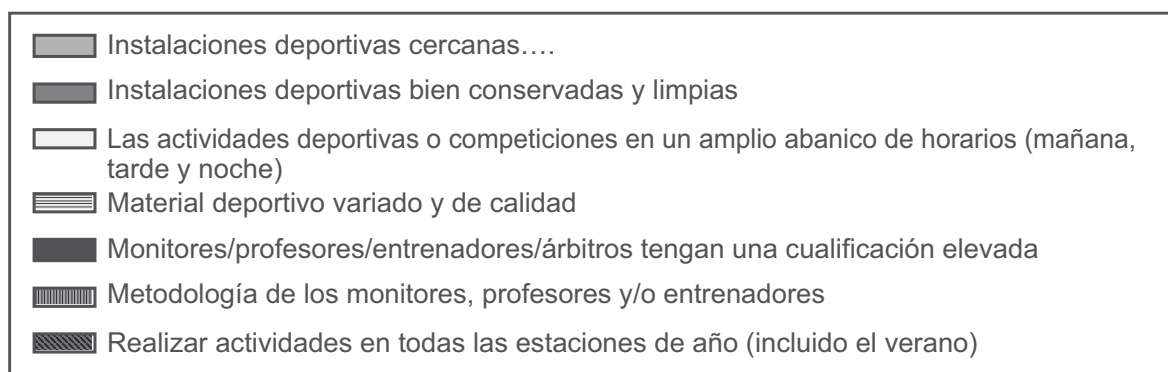 Instalaciones deportivas cercanas….
Instalaciones deportivas bien conservadas y limpias
Las actividades deportivas o competiciones en un amplio abanico de horarios (mañana,
tarde y noche)
Material deportivo variado y de calidad
Monitores/profesores/entrenadores/árbitros tengan una cualificación elevada
Metodología de los monitores, profesores y/o entrenadores
Realizar actividades en todas las estaciones de año (incluido el verano)